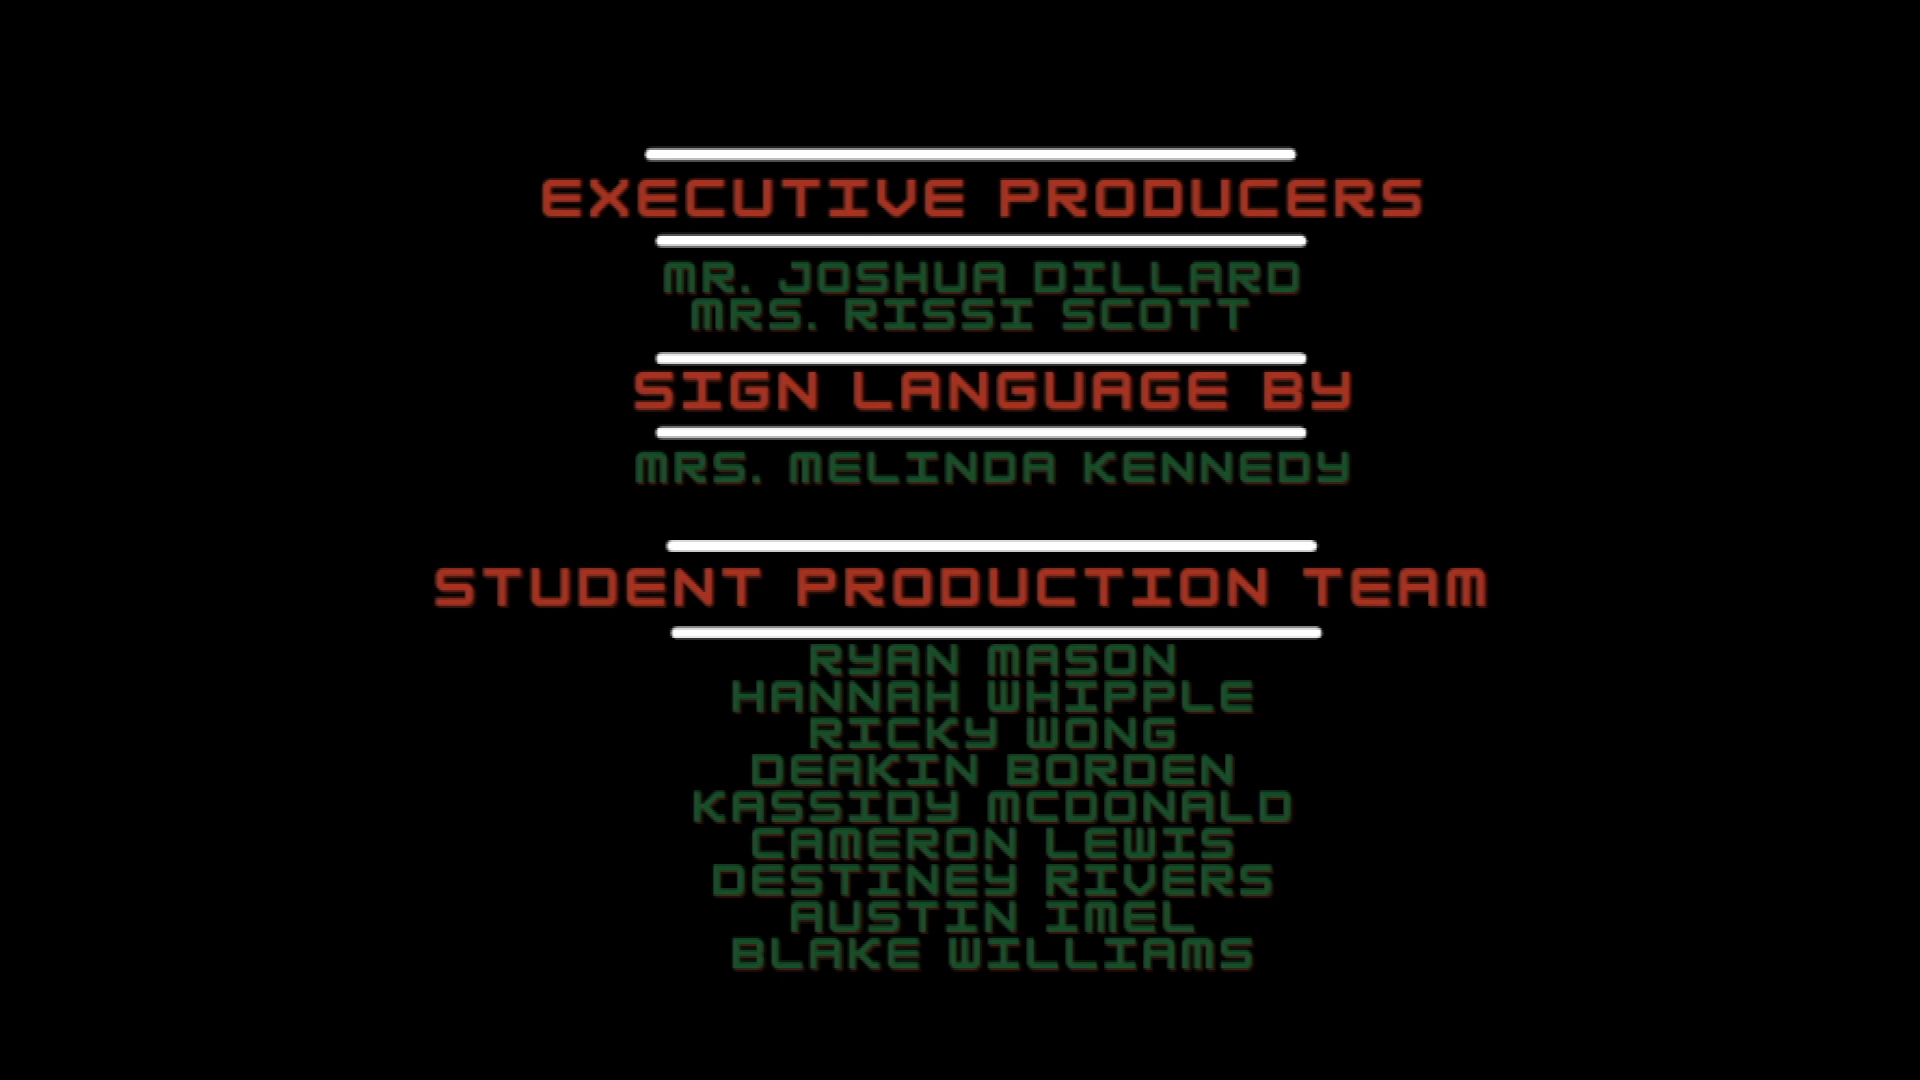 EXECUTIVE PRODUCERS
MR. JOSHUA DILLARD
MRS. RISSI SCOTT
SIGN LANGUAGE BY
MRS. MELINDA KENNEDY
STUDENT PRODUCTION TEAM
RYAN MASON
HANNAH WHIPPLE
RICKY WONG
DEAKIN BORDEN
KASSIDY MCDONALD
CAMERON LEWIS
DESTINEY RIVERS
AUSTIN IMEL
BLAKE WILLIAMS